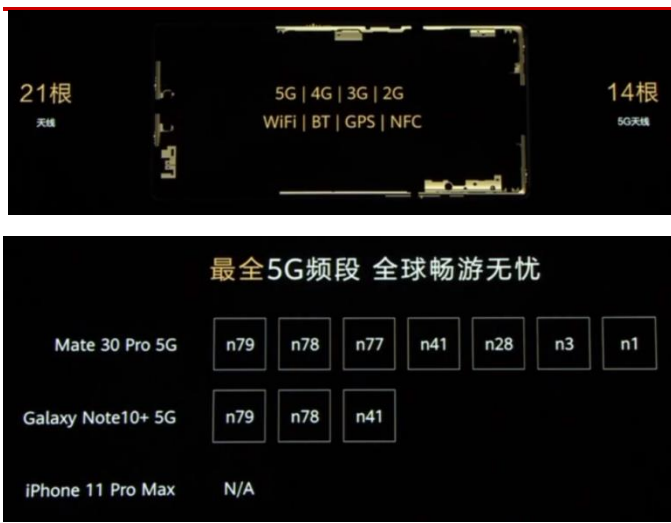 21根
天线
5G | 4G | 3G | 2G
WiFi | BT | GPS | NFC
14根
5G天线
最全5G频段 全球畅游无忧
Mate 30 Pro 5G n79 n78 n77 n41 n28 n3 n1
Galaxy Note10+ 5G n79 n78 n41
iPhone 11 Pro Max N/A